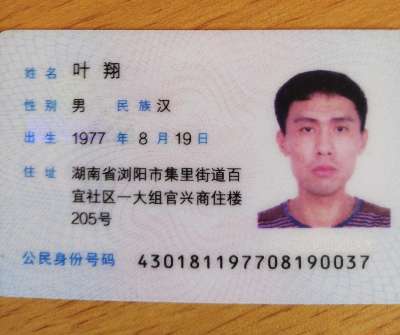 姓名 叶翔
性别 男 民族 汉
出生 1977 年 8 月 19 日
住址 湖南省浏阳市集里街道百
宜社区一大组官兴商住楼
205号
公民身份号码 430181197708190037